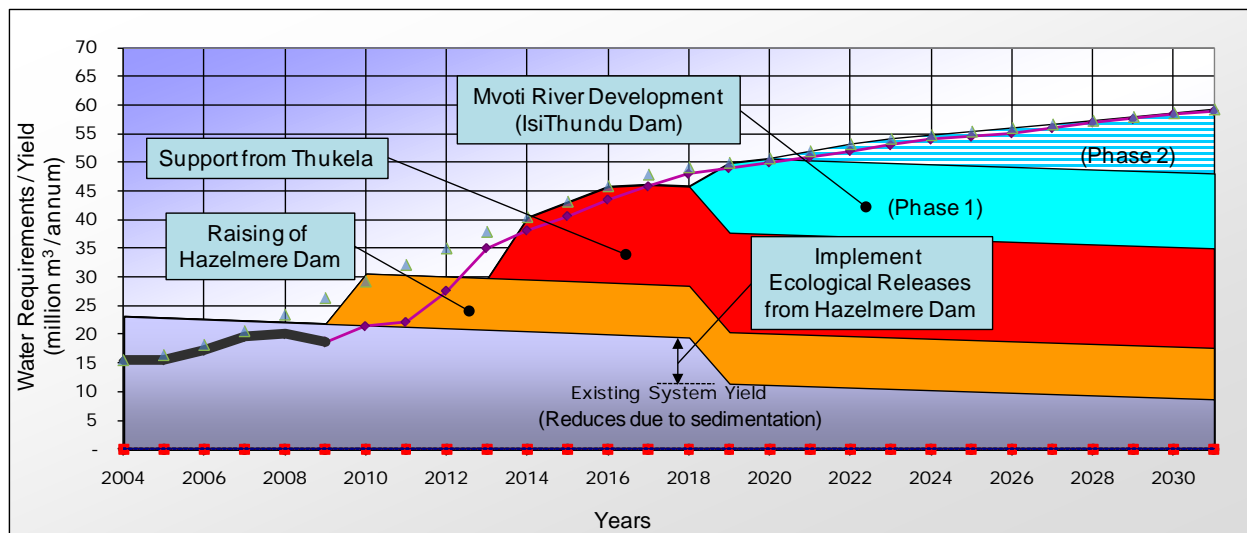 Water Requirements / Yield
(million m³ / annum)
70
65
60
55
50
45
40
35
30
25
20
15
10
5
-
Mvoti River Development
(IsiThundu Dam)
Support from Thukela
Raising of
Hazelmere Dam
(Phase 2)
(Phase 1)
Implement
Ecological Releases
from Hazelmere Dam
Existing System Yield
(Reduces due to sedimentation)
2004 2006 2008 2010 2012 2014 2016 2018 2020 2022 2024 2026 2028 2030
Years